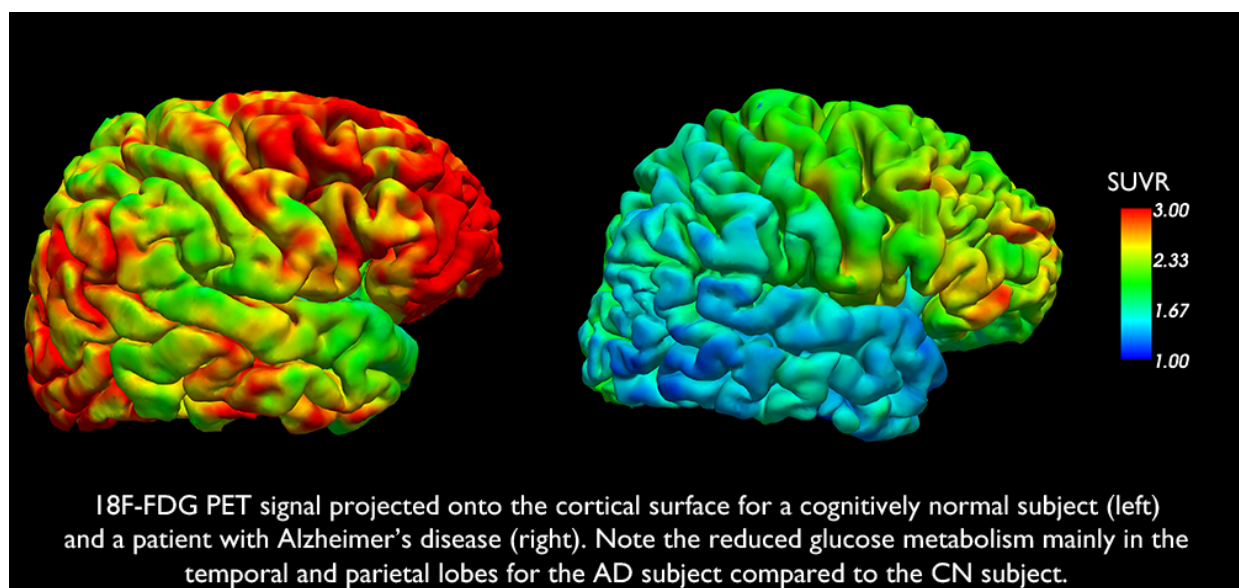 SUVR
3.00
2.33
1.67
1.00
18F-FDG PET signal projected onto the cortical surface for a cognitively normal subject (left)
and a patient with Alzheimer's disease (right). Note the reduced glucose metabolism mainly in the
temporal and parietal lobes for the AD subject compared to the CN subject.